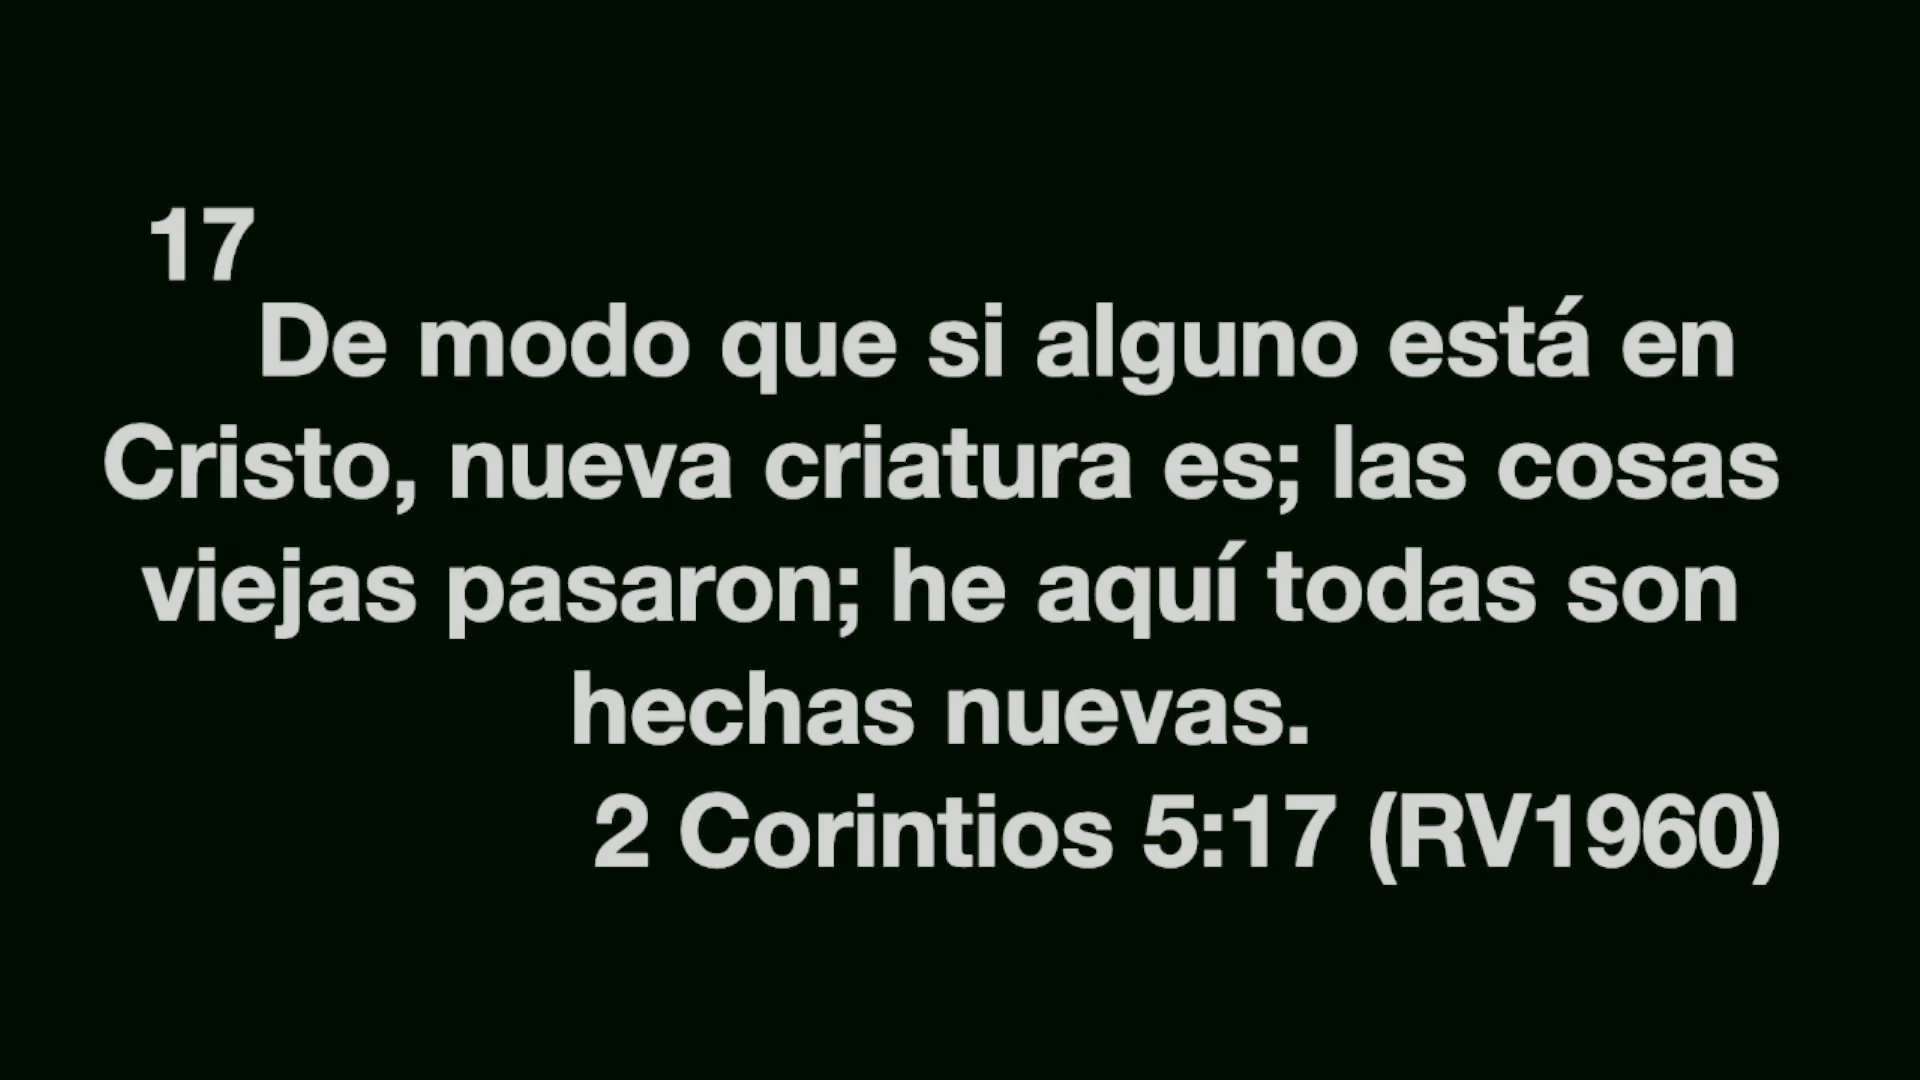 17
De modo que si alguno está en
Cristo, nueva criatura es; las cosas
viejas pasaron; he aquí todas son
hechas nuevas.
2 Corintios 5:17 (RV1960)